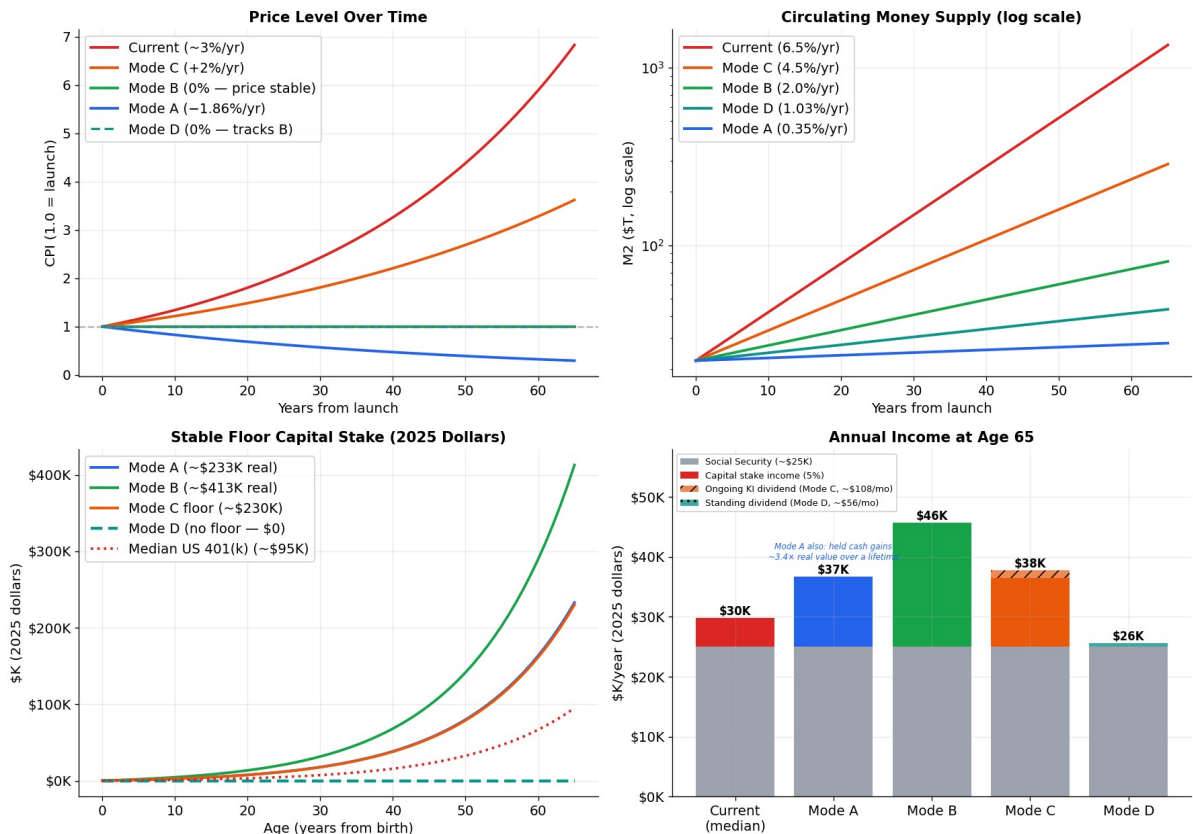 Price Level Over Time
7
6
5
4
3
2
1
0
CPI (1.0 = launch)
Current (~3%/yr)
Mode C (+2%/yr)
Mode B (0% — price stable)
Mode A (−1.86%/yr)
Mode D (0% — tracks B)
0 10 20 30 40 50 60
Years from launch
Circulating Money Supply (log scale)
10³
10²
M2 ($T, log scale)
Current (6.5%/yr)
Mode C (4.5%/yr)
Mode B (2.0%/yr)
Mode D (1.03%/yr)
Mode A (0.35%/yr)
0 10 20 30 40 50 60
Years from launch
Stable Floor Capital Stake (2025 Dollars)
$400K
$300K
$200K
$100K
$0K
$K (2025 dollars)
Mode A (~$233K real)
Mode B (~$413K real)
Mode C floor (~$230K)
Mode D (no floor — $0)
Median US 401(k) (~$95K)
0 10 20 30 40 50 60
Age (years from birth)
Annual Income at Age 65
$50K
$40K
$30K
$20K
$10K
$0K
$K/year (2025 dollars)
Social Security (~$25K)
Capital stake income (5%)
Ongoing KI dividend (Mode C, ~$108/mo)
Standing dividend (Mode D, ~$56/mo)
Mode A also: held cash gains
~3.4× real value over a lifetime
$30K
$37K
$46K
$38K
$26K
Current
(median)
Mode A
Mode B
Mode C
Mode D